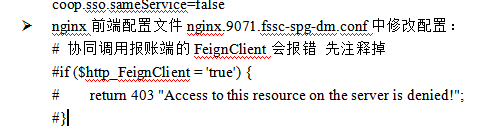 coop.sso.sameService=false
➤ nginx 前端配置文件 nginx.9071.fssc-spg-dm.conf 中修改配置：
# 协同调用报账端的 FeignClient 会报错 先注释掉
#if ($http_FeignClient = 'true') {
# return 403 "Access to this resource on the server is denied!";
#}